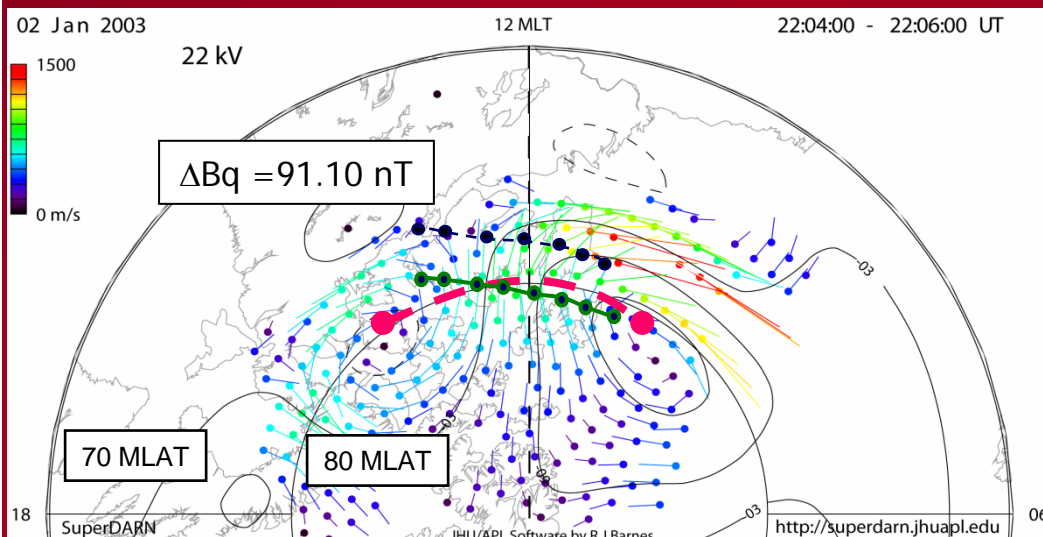 02 Jan 2003
12 MLT
22:04:00 - 22:06:00 UT
22 kV
1500
0 m/s
ΔBq =91.10 nT
-03
70 MLAT
80 MLAT
-03
18
SuperDARN
JHU/APL Software by R.J.Barnes
http://superdarn.jhuapl.edu
06